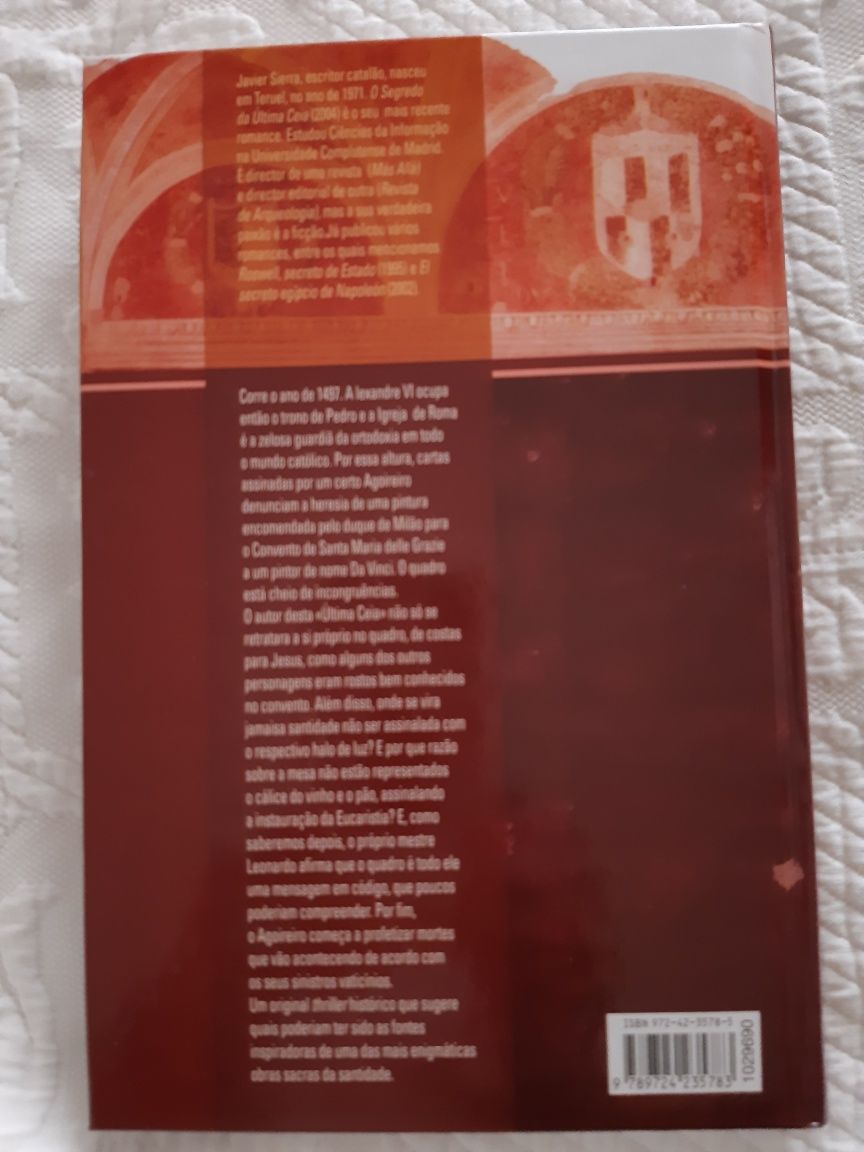 Javier Sierra, escritor catalão, nasceu
em Teruel, no ano de 1971. O Segredo
da Última Ceia (2004) é o seu mais recente
romance. Estudou Ciências da Informação
na Universidade Complutense de Madrid.
É director de uma revista (Más Allá)
e director editorial de outra (Revista
de Arqueologia) mas a sua verdadeira
paixão é a ficção.Já publicou vários
romances, entre os quais mencionamos
Roswell, secreto de Estado (1995) e El
secreto egipcio de Napoleón (2002).
Corre o ano de 1497. A lexandre VI ocupa
então o trono de Pedro e a Igreja de Roma
é a zelosa guardiã da ortodoxia em todo
o mundo católico. Por essa altura, cartas
assinadas por um certo Agoireiro
denunciam a heresia de uma pintura
encomendada pelo duque de Milão para
o Convento de Santa Maria delle Grazie
a um pintor de nome Da Vinci. O quadro
está cheio de incongruências.
O autor desta «Última Ceia» não só se
retratara a si próprio no quadro, de costas
para Jesus, como alguns dos outros
personagens eram rostos bem conhecidos
no convento. Além disso, onde se vira
jamaisa santidade não ser assinalada com
o respectivo halo de luz? E por que razão
sobre a mesa não estão representados
o cálice do vinho e o pão, assinalando
a instauração da Eucaristia? E, como
saberemos depois, o próprio mestre
Leonardo afirma que o quadro é todo ele
uma mensagem em código, que poucos
poderiam compreender. Por fim,
o Agoireiro começa a profetizar mortes
que vão acontecendo de acordo com
os seus sinistros vaticínios.
Um original thriller histórico que sugere
quais poderiam ter sido as fontes
inspiradoras de uma das mais enigmáticas
obras sacras da santidade.
ISBN 972-42-3578-5
9 789724 235783
1029690